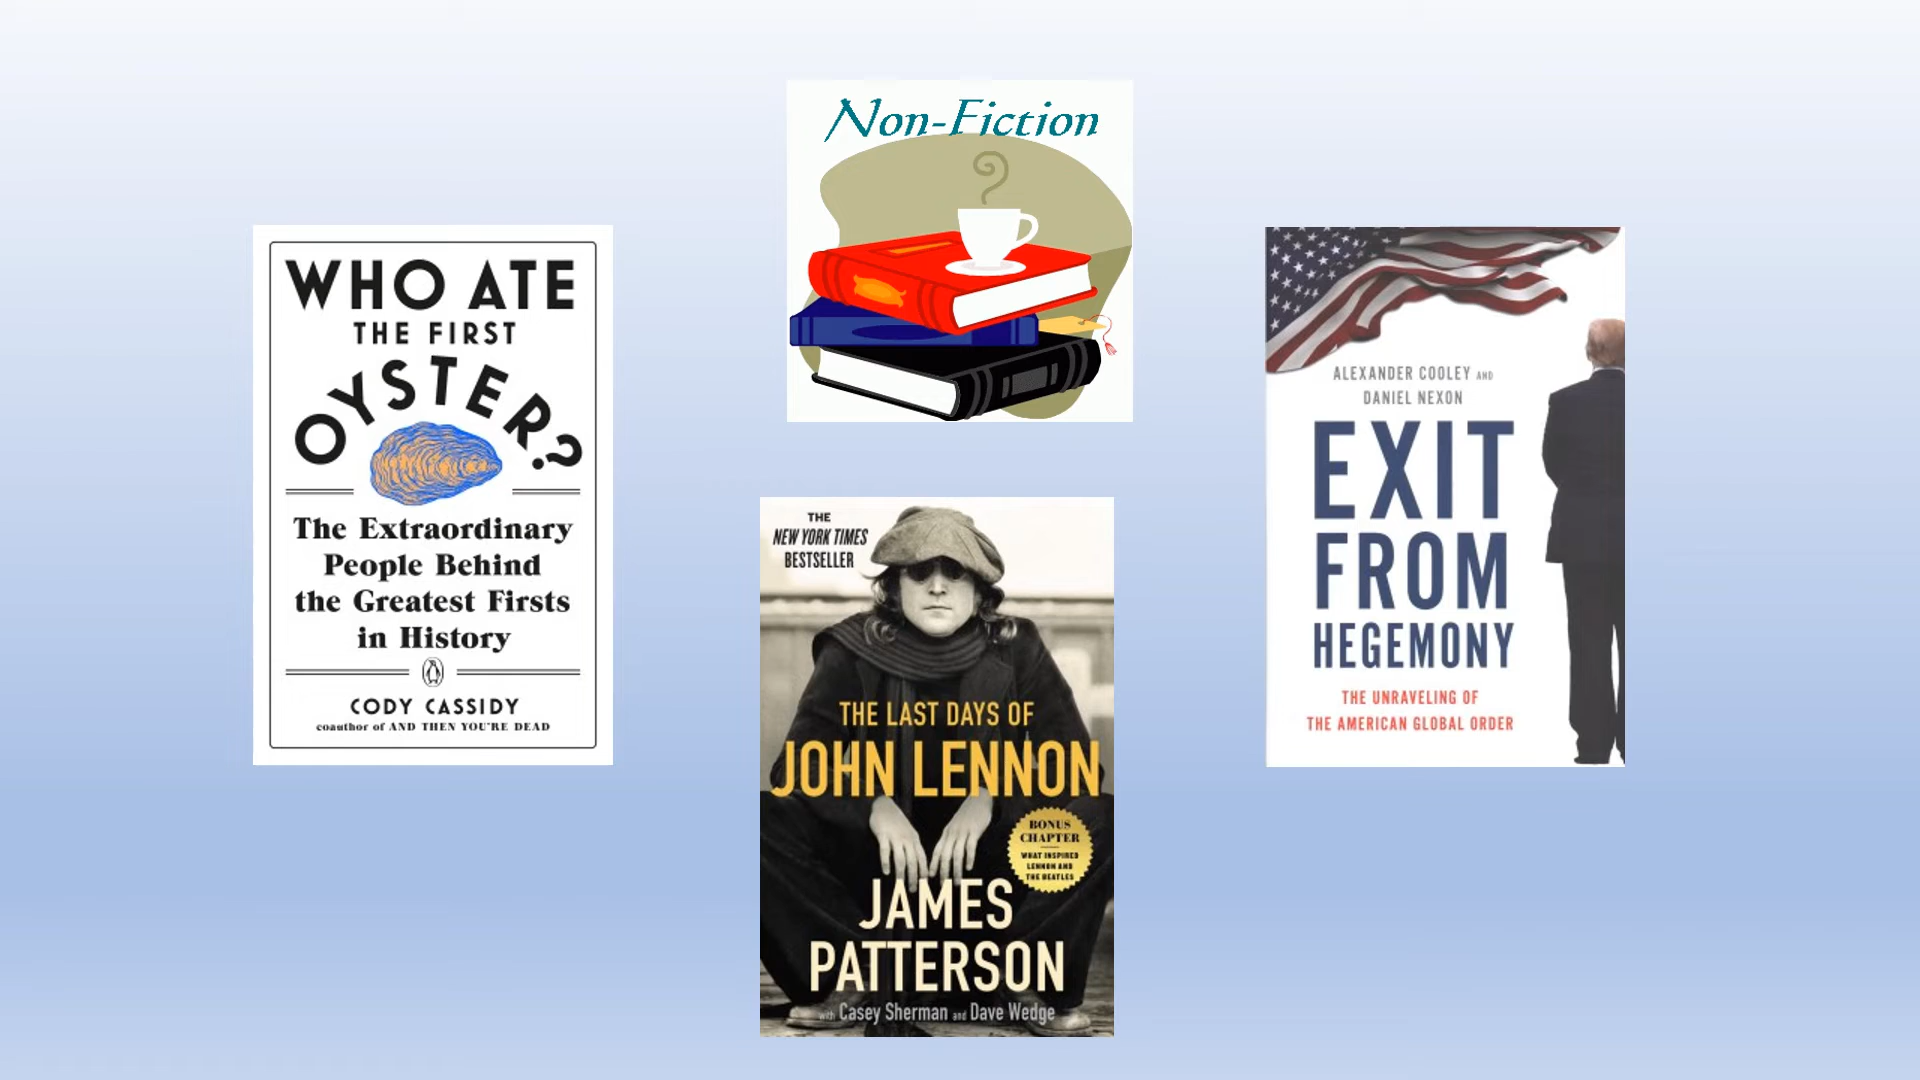 Non-Fiction
WHO ATE
THE FIRST
OYSTER?
The Extraordinary
People Behind
the Greatest Firsts
in History
CODY CASSIDY
coauthor of AND THEN YOU'RE DEAD
THE
NEW YORK TIMES
BESTSELLER
THE LAST DAYS OF
JOHN LENNON
BONUS
CHAPTER
WHAT INSPIRED
LENNON AND
THE BEATLES
JAMES
PATTERSON
with Casey Sherman and Dave Wedge
ALEXANDER COOLEY AND
DANIEL NEXON
EXIT
FROM
HEGEMONY
THE UNRAVELING OF
THE AMERICAN GLOBAL ORDER